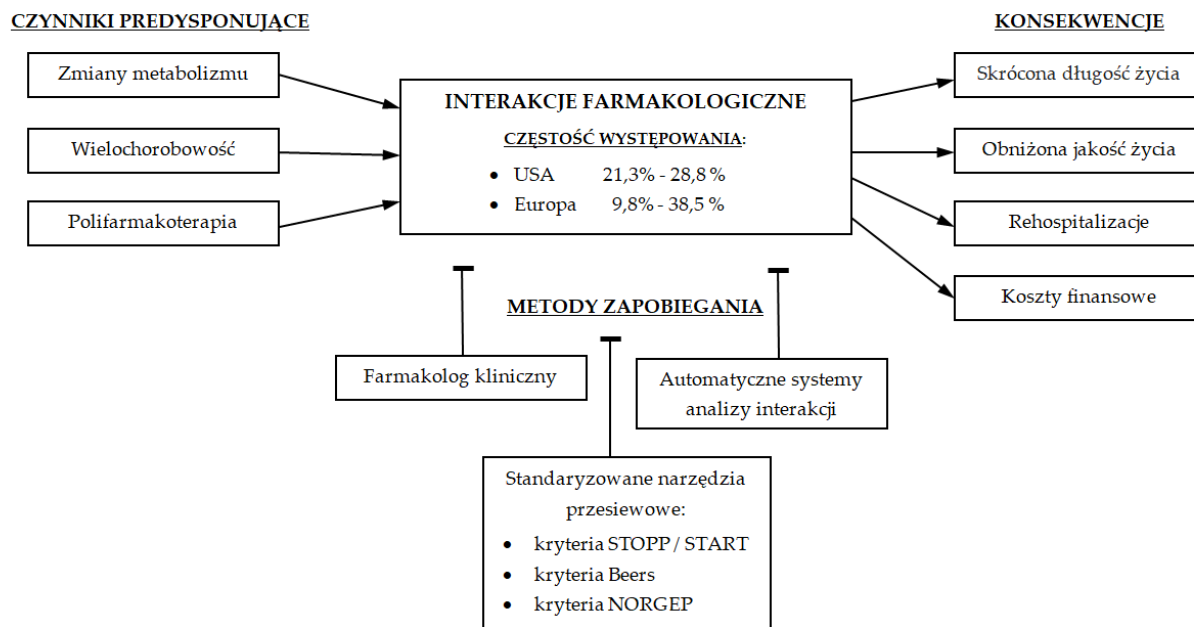 CZYNNIKI PREDYSPONUJĄCE
Zmiany metabolizmu
Wielochorobowość
Polifarmakoterapia
INTERAKCJE FARMAKOLOGICZNE
CZĘSTOŚĆ WYSTĘPOWANIA:
• USA 21,3% - 28,8 %
• Europa 9,8%- 38,5 %
KONSEKWENCJE
Skrócona długość życia
Obniżona jakość życia
Rehospitalizacje
Koszty finansowe
METODY ZAPOBIEGANIA
Farmakolog kliniczny
Automatyczne systemy
analizy interakcji
Standaryzowane narzędzia
przesiewowe:
• kryteria STOPP / START
• kryteria Beers
• kryteria NORGEP